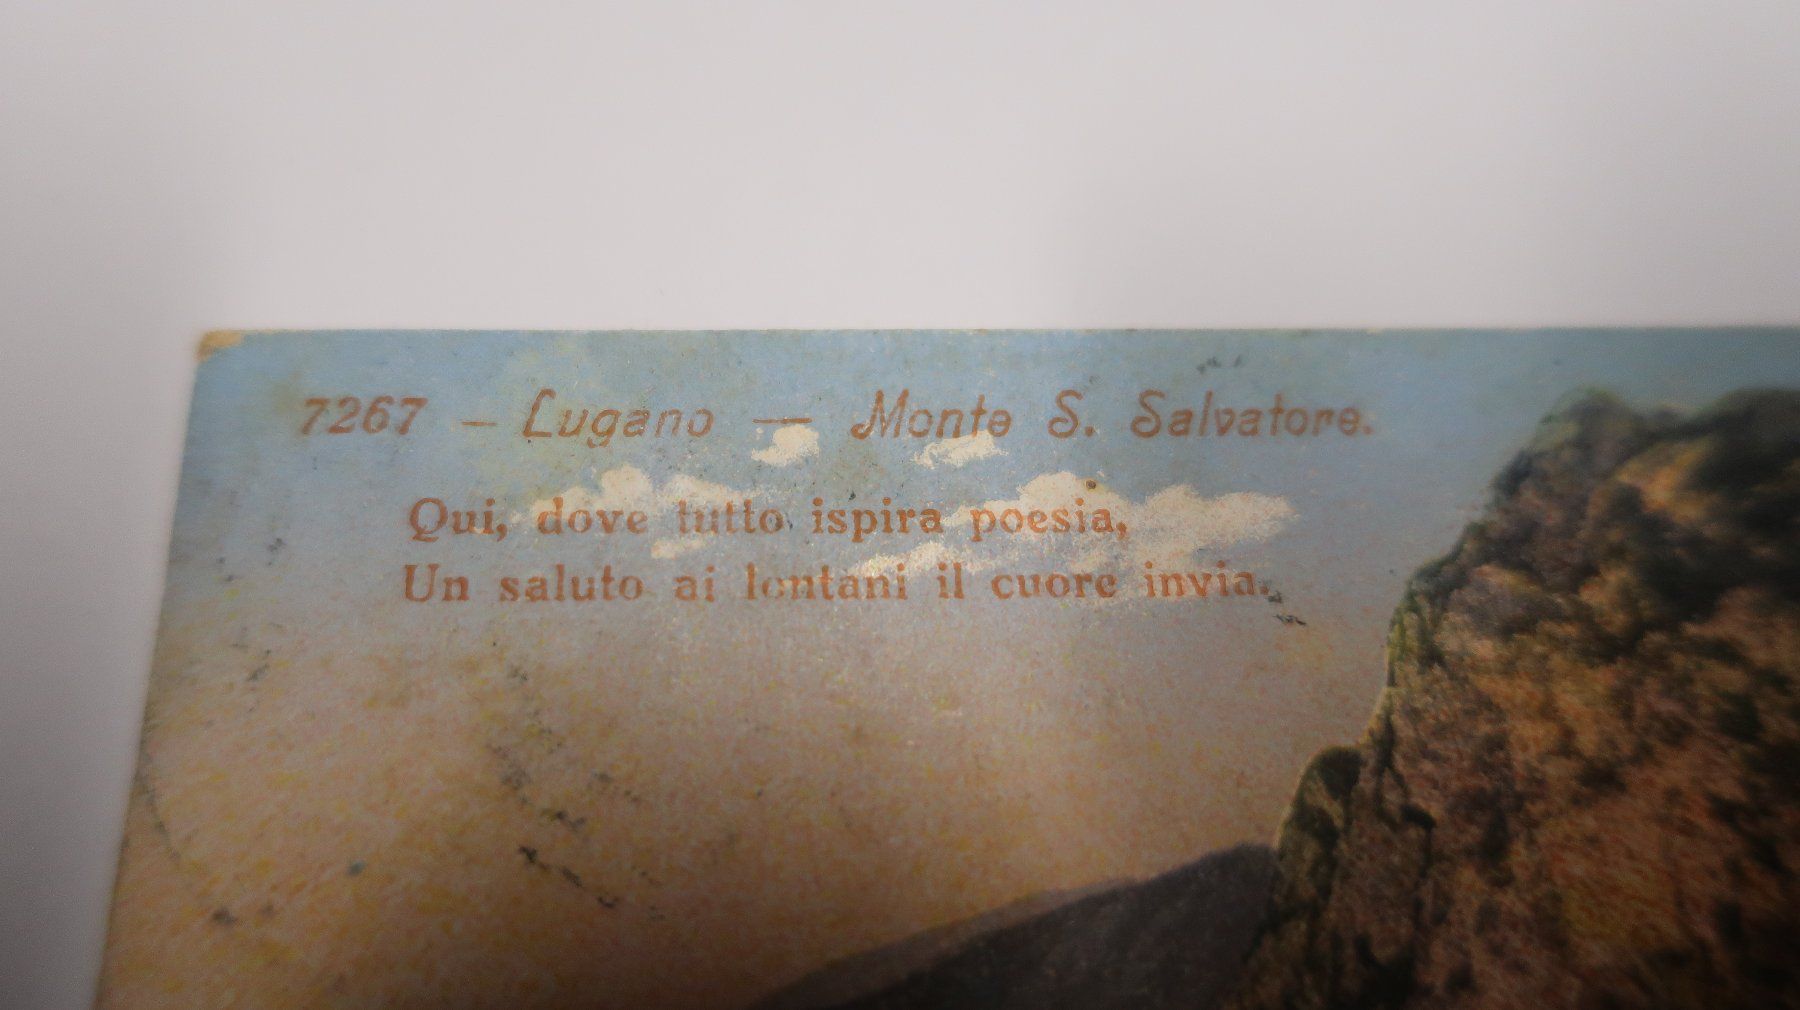 7267 – Lugano — Monte S. Salvatore.
Qui, dove tutto ispira poesia,
Un saluto ai lontani il cuore invia.